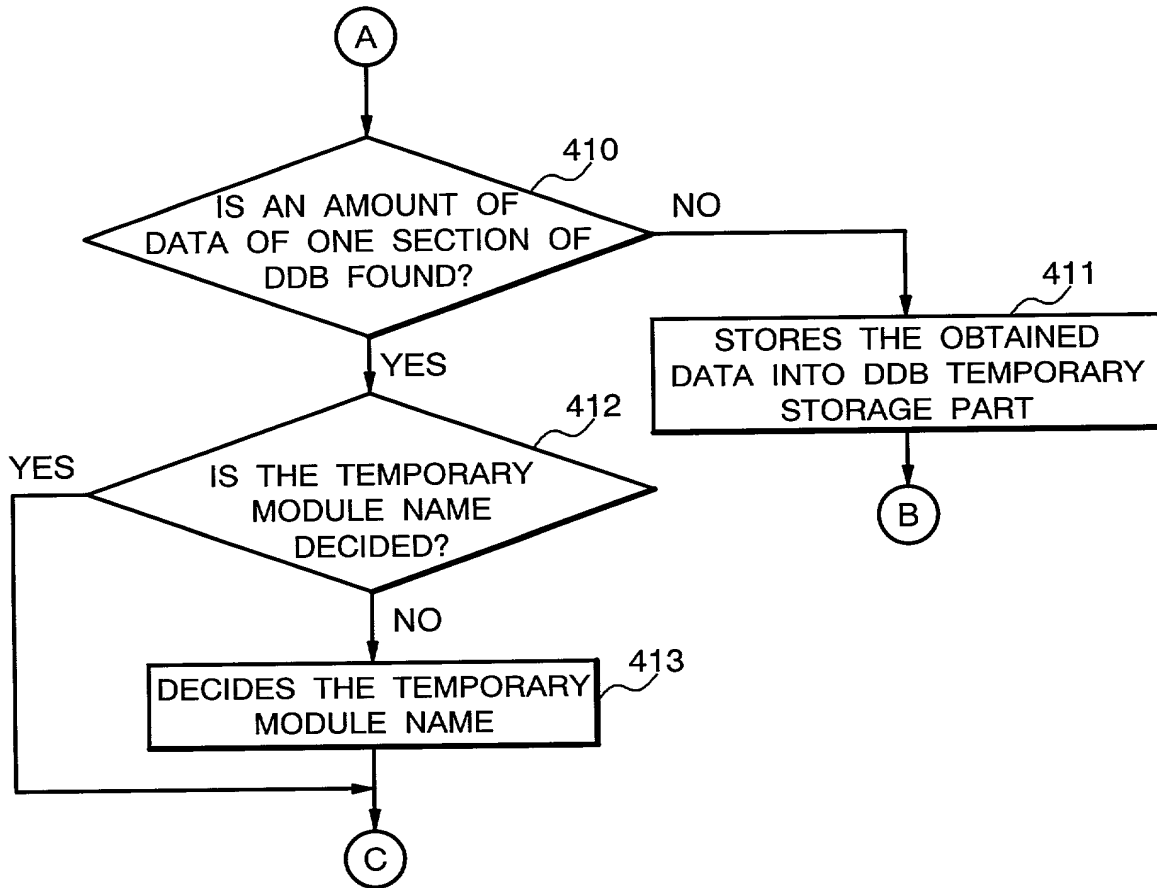 A
410
IS AN AMOUNT OF
DATA OF ONE SECTION OF
DDB FOUND?
NO
411
STORES THE OBTAINED
DATA INTO DDB TEMPORARY
STORAGE PART
B
YES
412
IS THE TEMPORARY
MODULE NAME
DECIDED?
YES
NO
413
DECIDES THE TEMPORARY
MODULE NAME
C